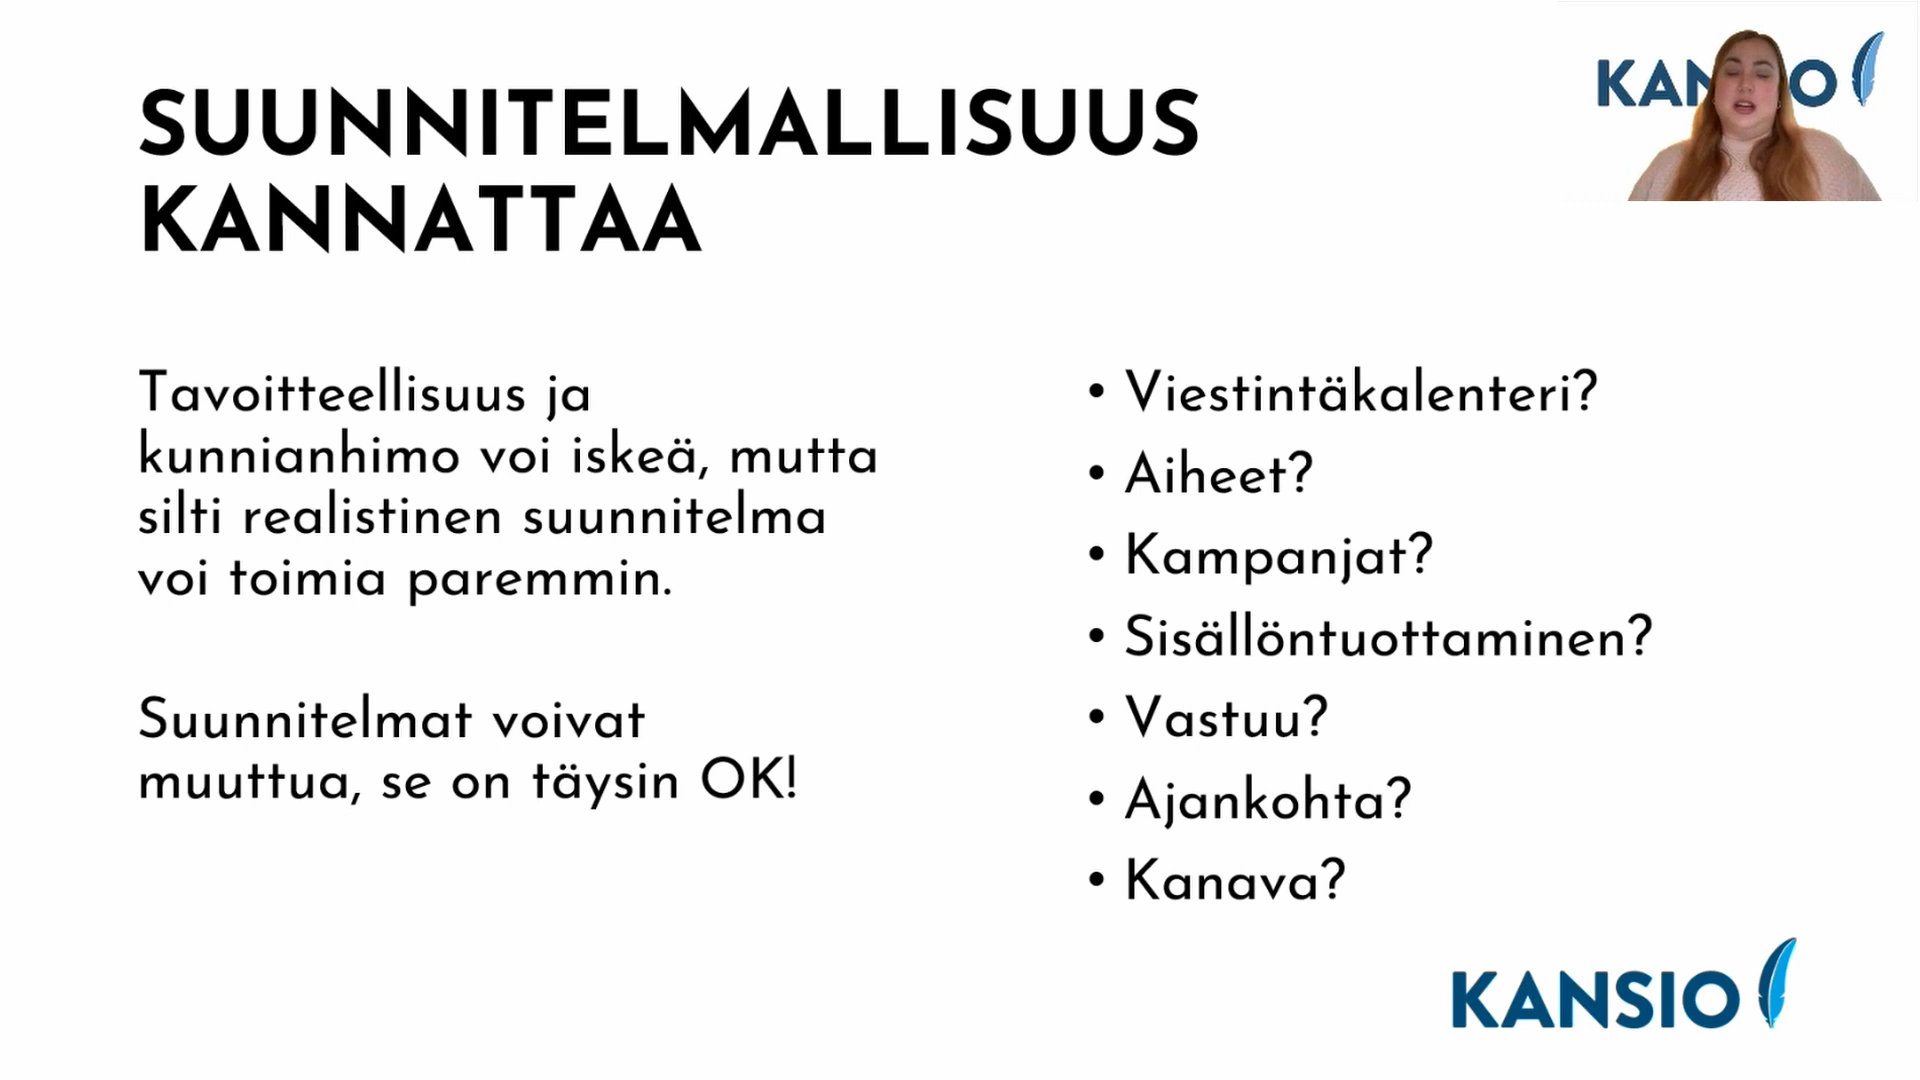 SUUNNITELMALLISUUS
KANNATTAA
Tavoitteellisuus ja
kunnianhimo voi iskeä, mutta
silti realistinen suunnitelma
voi toimia paremmin.
Suunnitelmat voivat
muuttua, se on täysin OK!
• Viestintäkalenteri?
• Aiheet?
• Kampanjat?
• Sisällöntuottaminen?
• Vastuu?
• Ajankohta?
• Kanava?
KANSIO